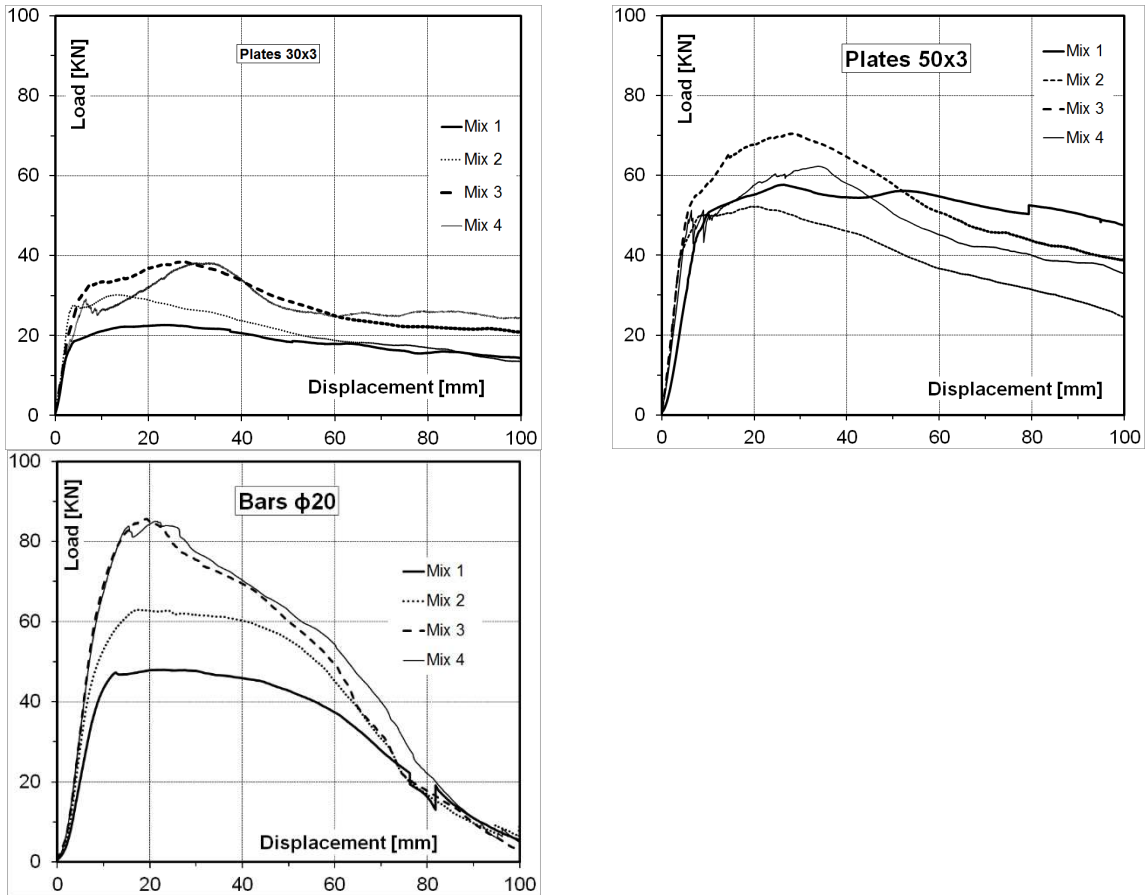 Plates 30x3
Load [KN]
100
80
60
40
20
0
Mix 1
Mix 2
Mix 3
Mix 4
Displacement [mm]
0 20 40 60 80 100
Plates 50x3
Load [KN]
100
80
60
40
20
0
Mix 1
Mix 2
Mix 3
Mix 4
Displacement [mm]
0 20 40 60 80 100
Bars ϕ20
Load [KN]
100
80
60
40
20
0
Mix 1
Mix 2
Mix 3
Mix 4
Displacement [mm]
0 20 40 60 80 100